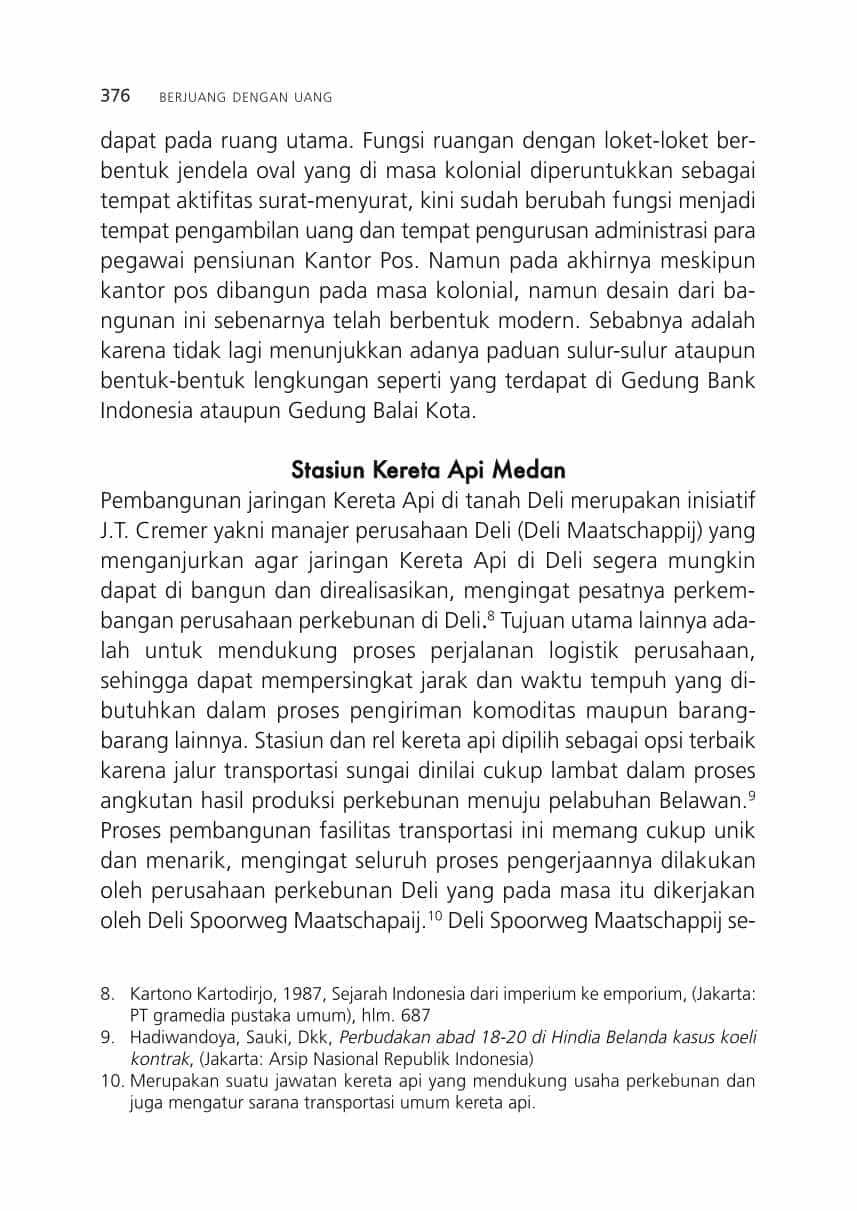 376 BERJUANG DENGAN UANG
dapat pada ruang utama. Fungsi ruangan dengan loket-loket ber-
bentuk jendela oval yang di masa kolonial diperuntukkan sebagai
tempat aktifitas surat-menyurat, kini sudah berubah fungsi menjadi
tempat pengambilan uang dan tempat pengurusan administrasi para
pegawai pensiunan Kantor Pos. Namun pada akhirnya meskipun
kantor pos dibangun pada masa kolonial, namun desain dari ba-
ngunan ini sebenarnya telah berbentuk modern. Sebabnya adalah
karena tidak lagi menunjukkan adanya paduan sulur-sulur ataupun
bentuk-bentuk lengkungan seperti yang terdapat di Gedung Bank
Indonesia ataupun Gedung Balai Kota.
Stasiun Kereta Api Medan
Pembangunan jaringan Kereta Api di tanah Deli merupakan inisiatif
J.T. Cremer yakni manajer perusahaan Deli (Deli Maatschappij) yang
menganjurkan agar jaringan Kereta Api di Deli segera mungkin
dapat di bangun dan direalisasikan, mengingat pesatnya perkem-
bangan perusahaan perkebunan di Deli.⁸ Tujuan utama lainnya ada-
lah untuk mendukung proses perjalanan logistik perusahaan,
sehingga dapat mempersingkat jarak dan waktu tempuh yang di-
butuhkan dalam proses pengiriman komoditas maupun barang-
barang lainnya. Stasiun dan rel kereta api dipilih sebagai opsi terbaik
karena jalur transportasi sungai dinilai cukup lambat dalam proses
angkutan hasil produksi perkebunan menuju pelabuhan Belawan.⁹
Proses pembangunan fasilitas transportasi ini memang cukup unik
dan menarik, mengingat seluruh proses pengerjaannya dilakukan
oleh perusahaan perkebunan Deli yang pada masa itu dikerjakan
oleh Deli Spoorweg Maatschapaij.¹⁰ Deli Spoorweg Maatschappij se-
8. Kartono Kartodirjo, 1987, Sejarah Indonesia dari imperium ke emporium, (Jakarta:
PT gramedia pustaka umum), hlm. 687
9. Hadiwandoya, Sauki, Dkk, Perbudakan abad 18-20 di Hindia Belanda kasus koeli
kontrak, (Jakarta: Arsip Nasional Republik Indonesia)
10. Merupakan suatu jawatan kereta api yang mendukung usaha perkebunan dan
juga mengatur sarana transportasi umum kereta api.